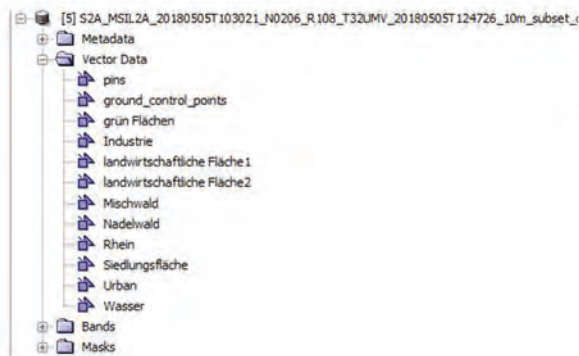 [5] S2A_MSIL2A_20180505T103021_N0206_R108_T32UMV_20180505T124726_10m_subset_
Metadata
Vector Data
pins
ground_control_points
grün Flächen
Industrie
landwirtschaftliche Fläche1
landwirtschaftliche Fläche2
Mischwald
Nadelwald
Rhein
Siedlungsfläche
Urban
Wasser
Bands
Masks